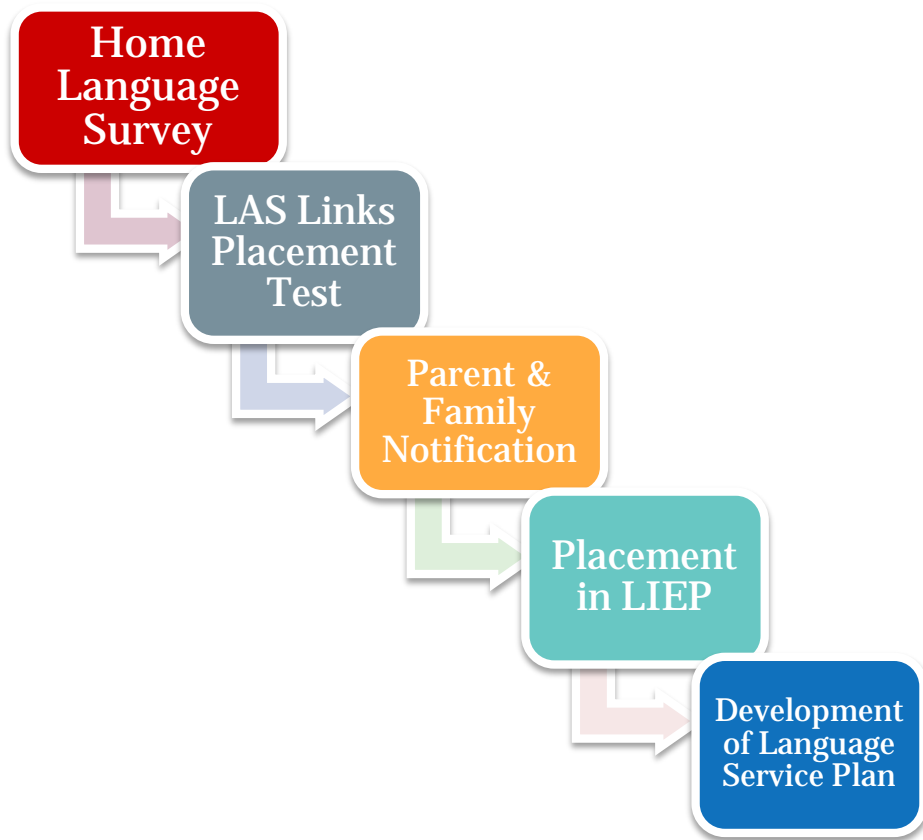 Home
Language
Survey
LAS Links
Placement
Test
Parent &
Family
Notification
Placement
in LIEP
Development
of Language
Service Plan